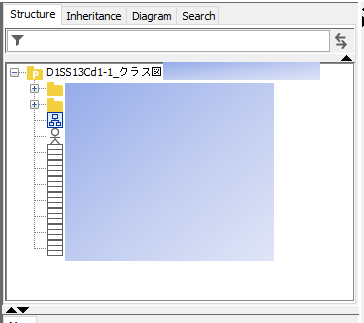 Structure Inheritance Diagram Search
D1SS13Cd1-1_クラス図